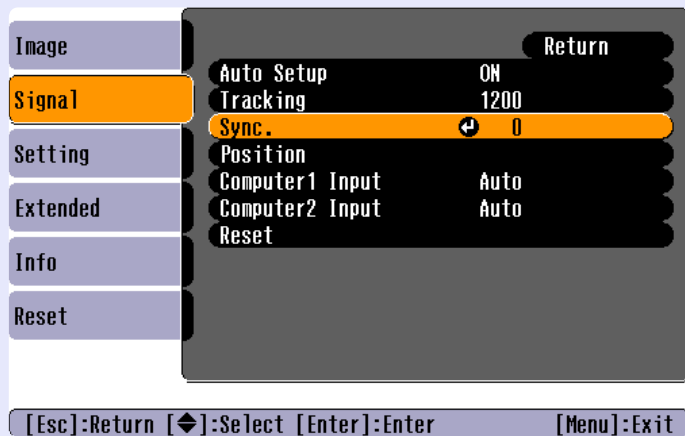 Image
Signal
Setting
Extended
Info
Reset
Return
Auto Setup ON
Tracking 1200
Sync. 0
Position
Computer1 Input Auto
Computer2 Input Auto
Reset
[Esc]:Return [◆]:Select [Enter]:Enter [Menu]:Exit